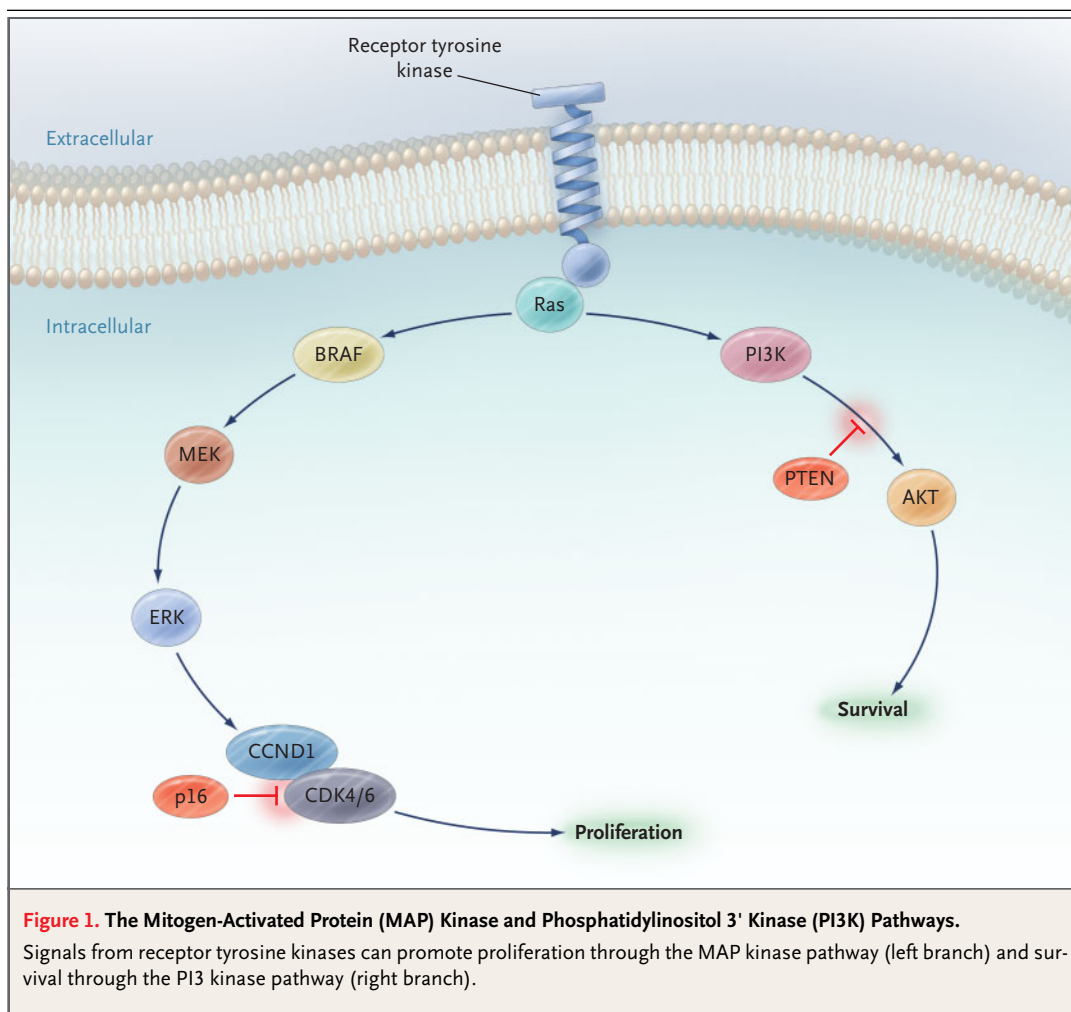 Receptor tyrosine
kinase
Extracellular
Intracellular
Ras
BRAF
PI3K
MEK
PTEN
AKT
ERK
Survival
CCND1
p16
CDK4/6
Proliferation
Figure 1. The Mitogen-Activated Protein (MAP) Kinase and Phosphatidylinositol 3' Kinase (PI3K) Pathways.
Signals from receptor tyrosine kinases can promote proliferation through the MAP kinase pathway (left branch) and sur-
vival through the PI3 kinase pathway (right branch).